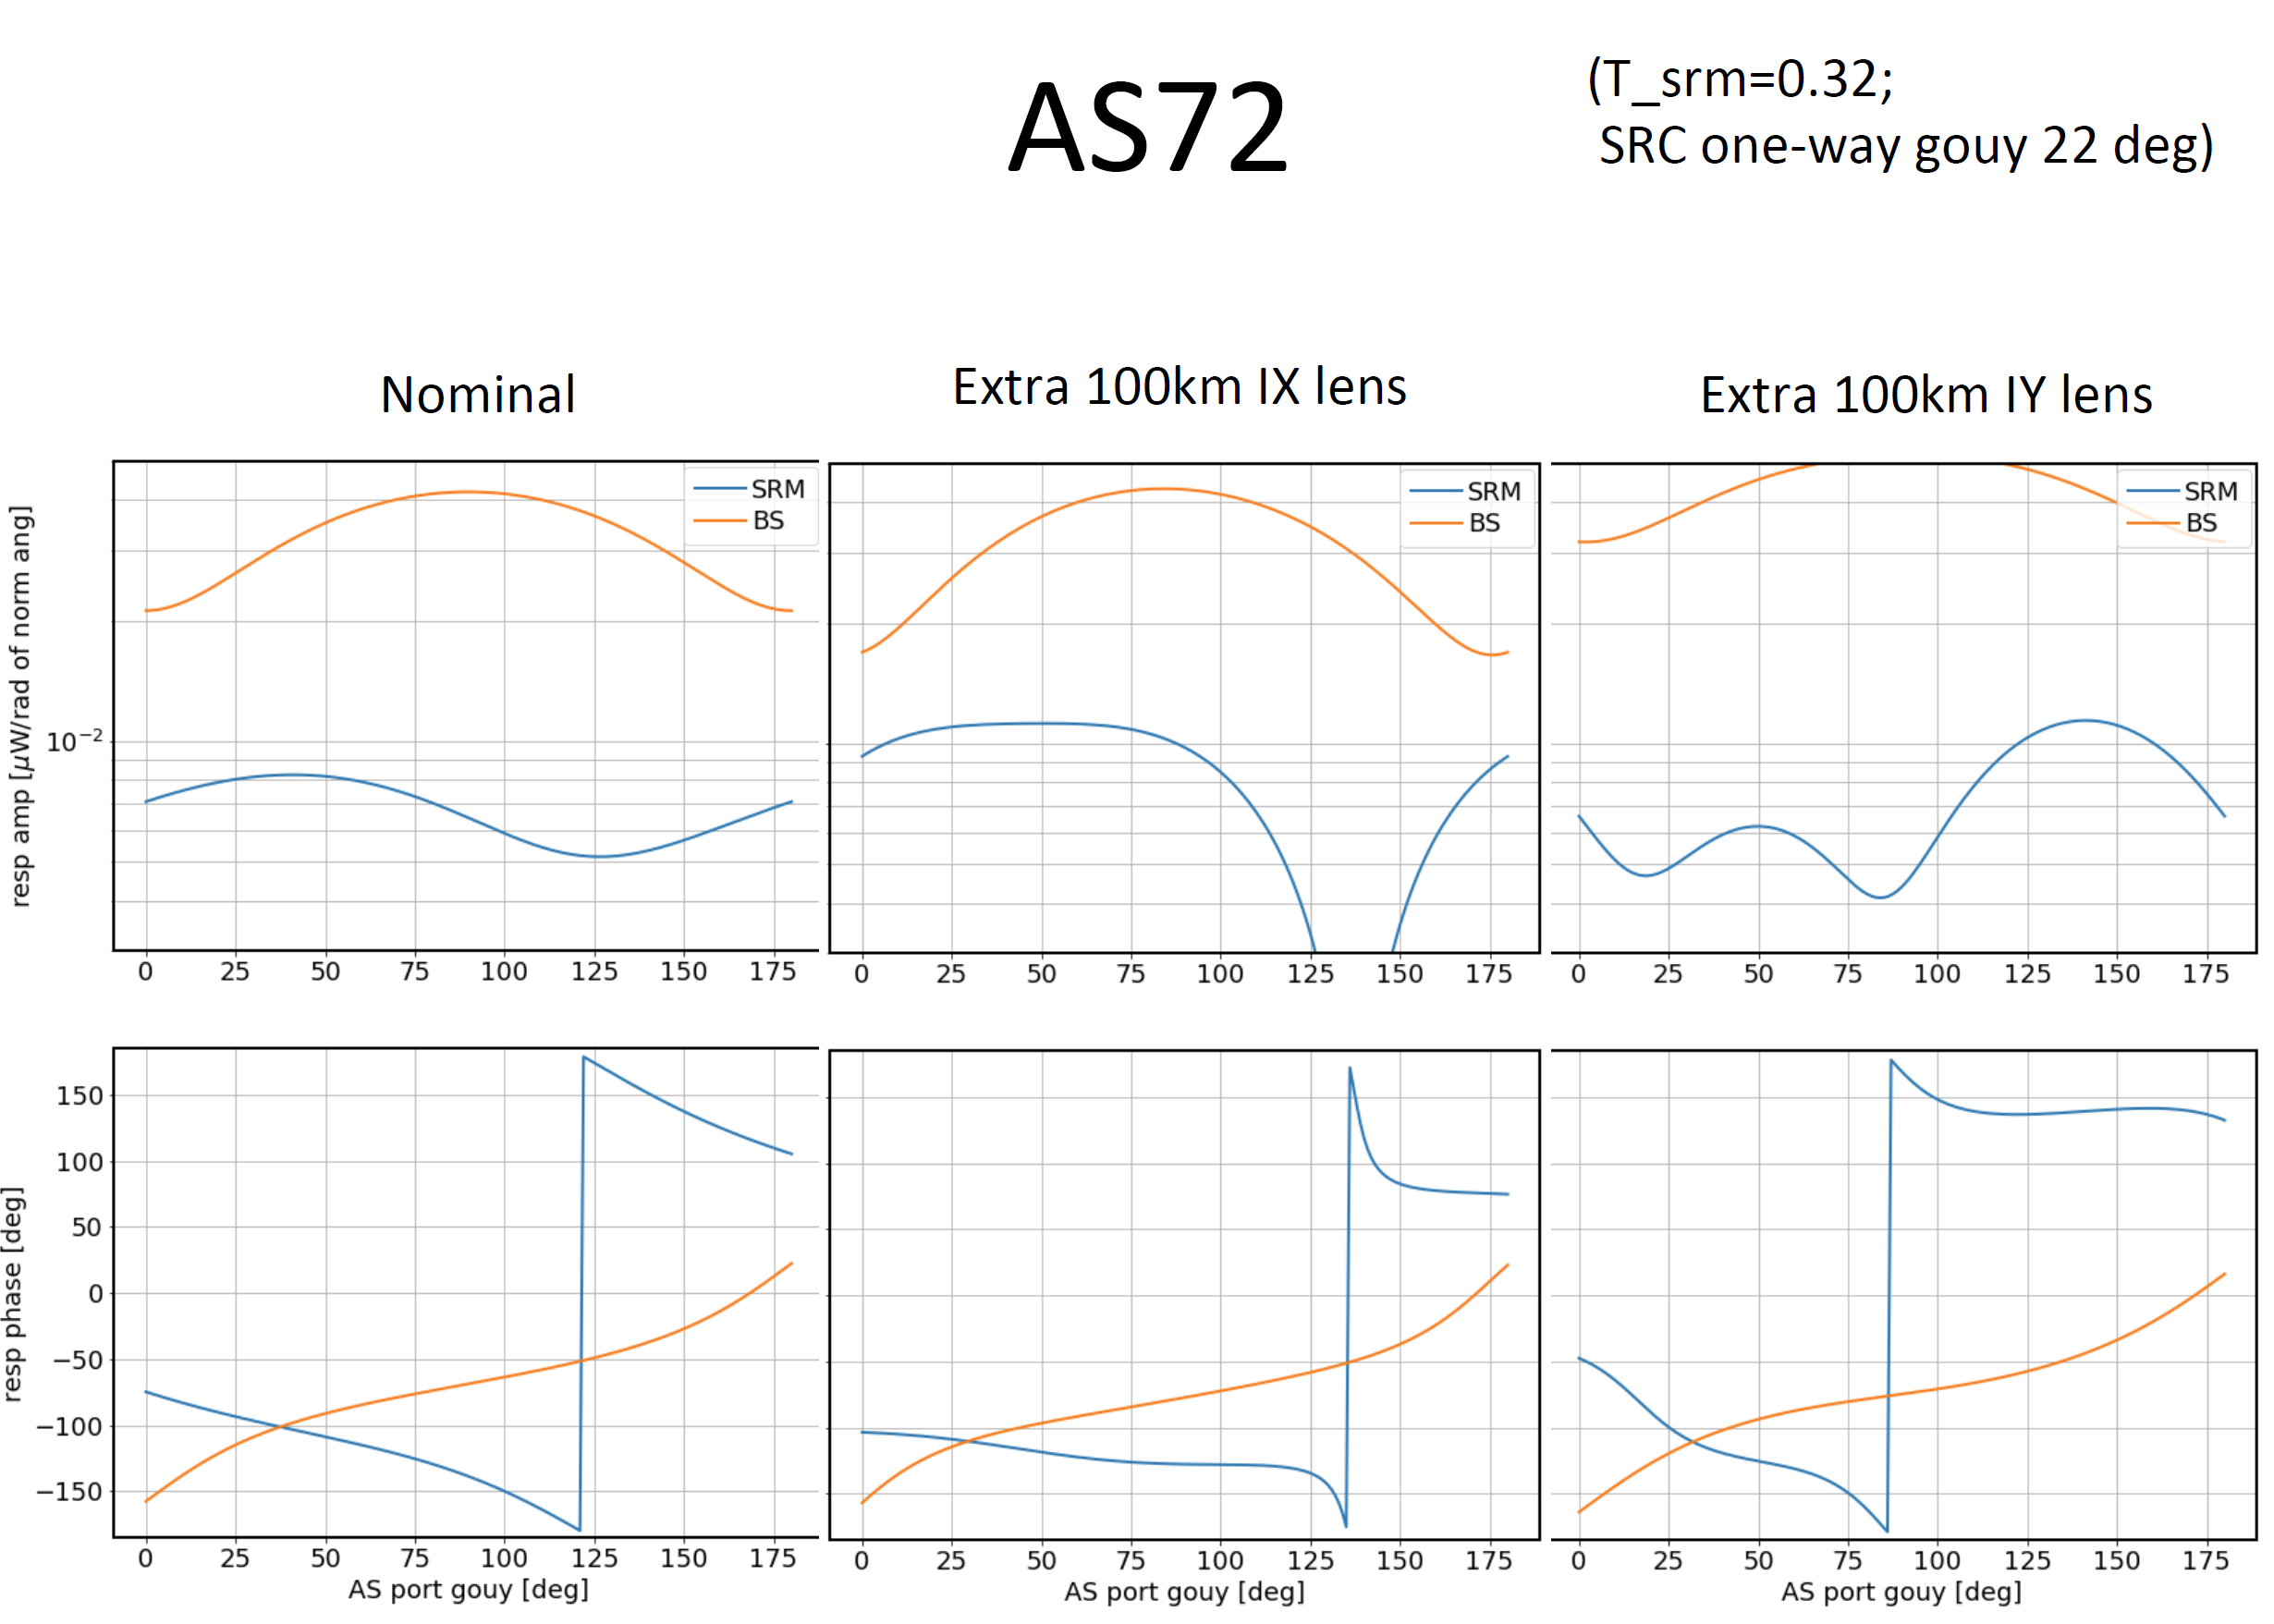 AS72
(T_srm=0.32;
SRC one-way gouy 22 deg)
Nominal
Extra 100km IX lens
Extra 100km IY lens
resp amp [μW/rad of norm ang]
10⁻²
SRM
BS
0 25 50 75 100 125 150 175
SRM
BS
0 25 50 75 100 125 150 175
SRM
BS
0 25 50 75 100 125 150 175
resp phase [deg]
150
100
50
0
−50
−100
−150
0 25 50 75 100 125 150 175
AS port gouy [deg]
0 25 50 75 100 125 150 175
AS port gouy [deg]
0 25 50 75 100 125 150 175
AS port gouy [deg]